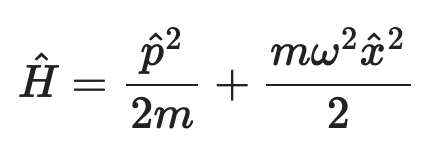 Ĥ = p̂²/2m + mω²x̂²/2